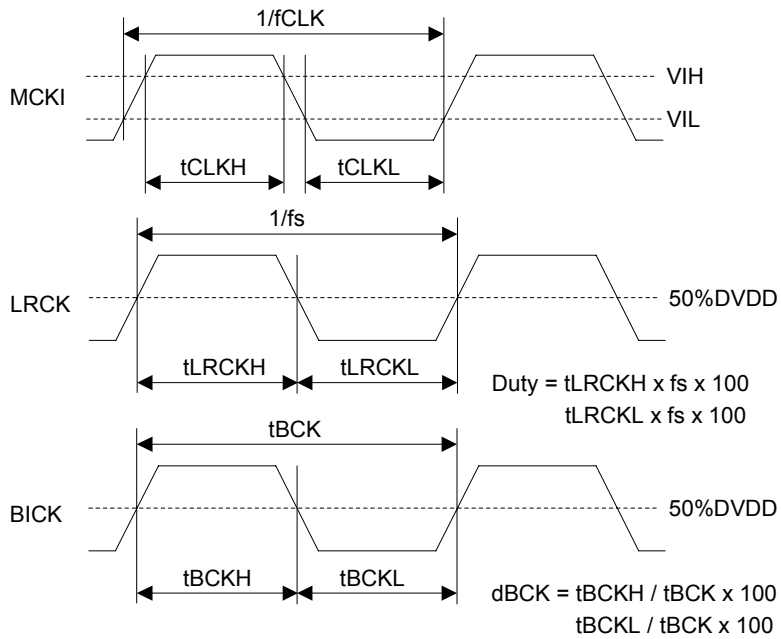 1/fCLK
MCKI
VIH
VIL
tCLKH
tCLKL
1/fs
LRCK
50%DVDD
tLRCKH
tLRCKL
Duty = tLRCKH x fs x 100
tLRCKL x fs x 100
tBCK
BICK
50%DVDD
tBCKH
tBCKL
dBCK = tBCKH / tBCK x 100
tBCKL / tBCK x 100